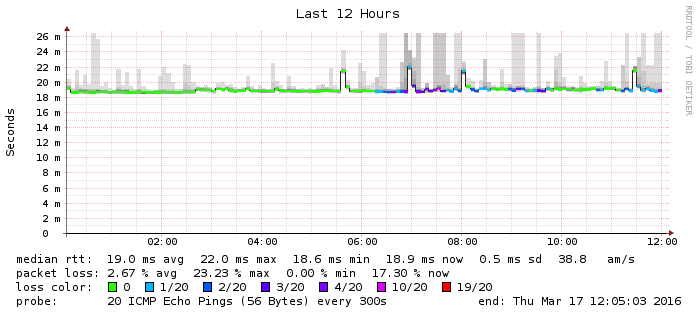 Last 12 Hours
RRDTOOL / TOBI OETIKER
Seconds
26 m
24 m
22 m
20 m
18 m
16 m
14 m
12 m
10 m
8 m
6 m
4 m
2 m
0
02:00 04:00 06:00 08:00 10:00 12:00
median rtt: 19.0 ms avg 22.0 ms max 18.6 ms min 18.9 ms now 0.5 ms sd 38.8 am/s
packet loss: 2.67 % avg 23.23 % max 0.00 % min 17.30 % now
loss color: 0 1/20 2/20 3/20 4/20 10/20 19/20
probe: 20 ICMP Echo Pings (56 Bytes) every 300s end: Thu Mar 17 12:05:03 2016